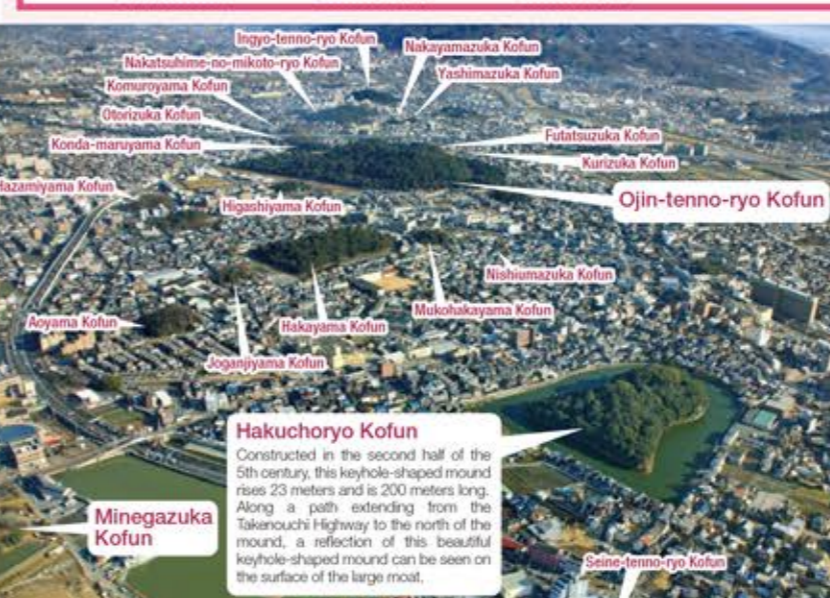 Ingyo-tenno-ryo Kofun
Nakayamazuka Kofun
Nakatsuhime-no-mikoto-ryo Kofun
Yashimazuka Kofun
Komuroyama Kofun
Otorizuka Kofun
Futatsuzuka Kofun
Konda-maruyama Kofun
Kurizuka Kofun
Hazamiyama Kofun
Ojin-tenno-ryo Kofun
Higashiyama Kofun
Nishiumazuka Kofun
Mukohakayama Kofun
Aoyama Kofun
Hakayama Kofun
Joganjiyama Kofun
Hakuchoryo Kofun
Constructed in the second half of the
5th century, this keyhole-shaped mound
rises 23 meters and is 200 meters long.
Along a path extending from the
Takenouchi Highway to the north of the
mound, a reflection of this beautiful
keyhole-shaped mound can be seen on
the surface of the large moat.
Minegazuka
Kofun
Seine-tenno-ryo Kofun